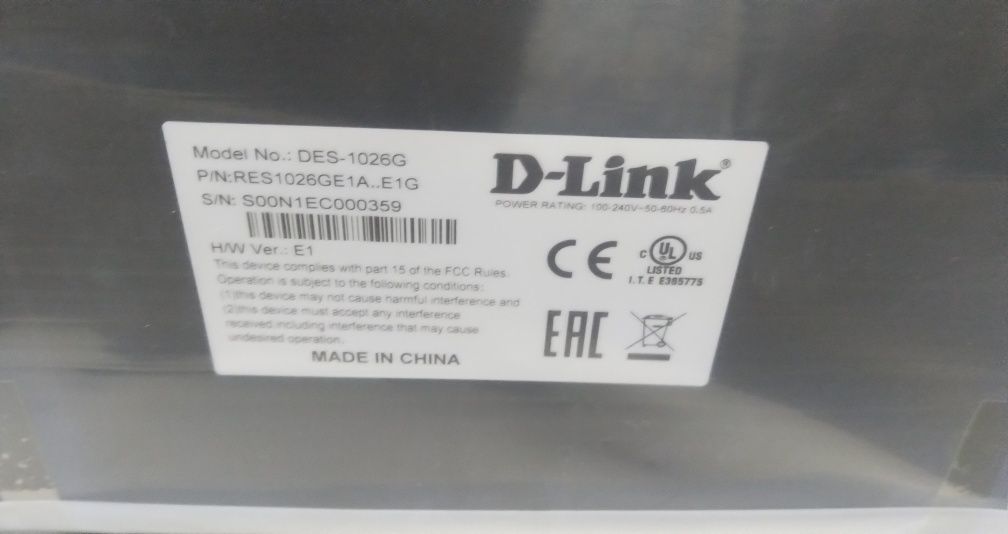 Model No.: DES-1026G
P/N:RES1026GE1A..E1G
S/N: S00N1EC000359
H/W Ver.: E1
This device complies with part 15 of the FCC Rules.
Operation is subject to the following conditions:
(1)this device may not cause harmful interference and
(2)this device must accept any interference
received,including interference that may cause
undesired operation.
MADE IN CHINA
D-Link®
POWER RATING: 100-240V~50-60Hz 0.5A
CE
C UL US
LISTED
I.T.E E385775
EAC